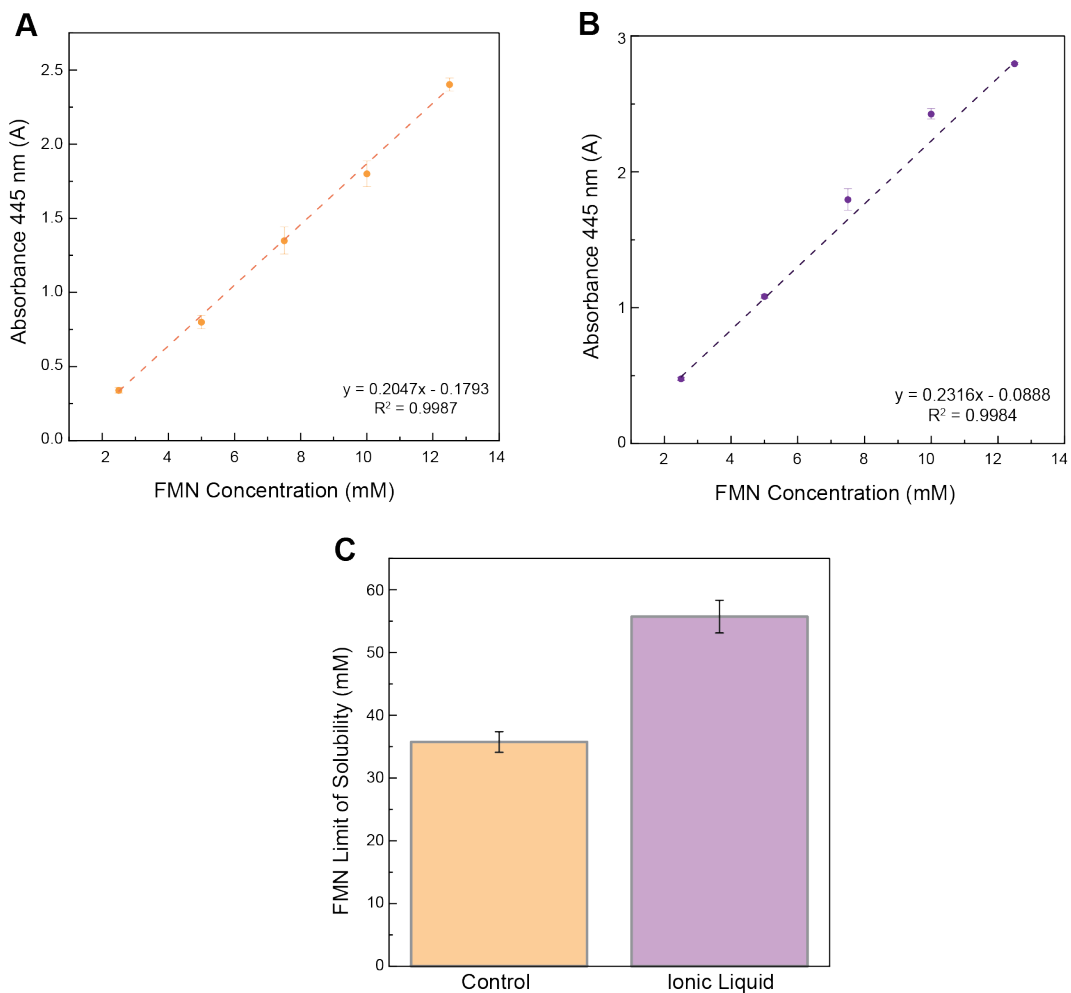 A
Absorbance 445 nm (A)
2.5
2.0
1.5
1.0
0.5
0.0
2 4 6 8 10 12 14
FMN Concentration (mM)
y = 0.2047x - 0.1793
R² = 0.9987
B
Absorbance 445 nm (A)
3
2
1
0
2 4 6 8 10 12 14
FMN Concentration (mM)
y = 0.2316x - 0.0888
R² = 0.9984
C
FMN Limit of Solubility (mM)
60
50
40
30
20
10
0
Control Ionic Liquid